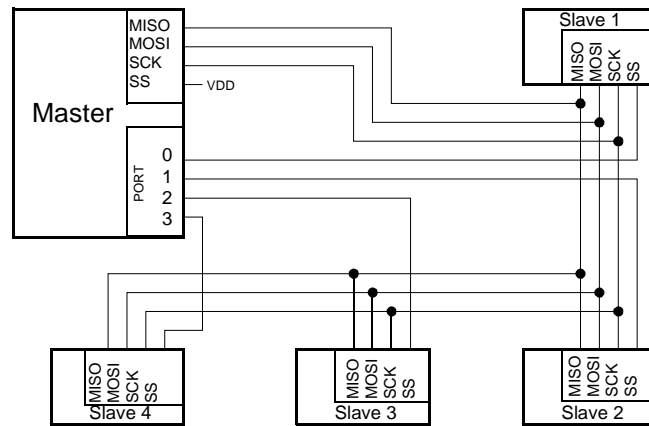 MISO
MOSI
SCK
SS
VDD
Master
PORT
0
1
2
3
Slave 1
MISO
MOSI
SCK
SS
MISO
MOSI
SCK
SS
Slave 4
MISO
MOSI
SCK
SS
Slave 3
MISO
MOSI
SCK
SS
Slave 2